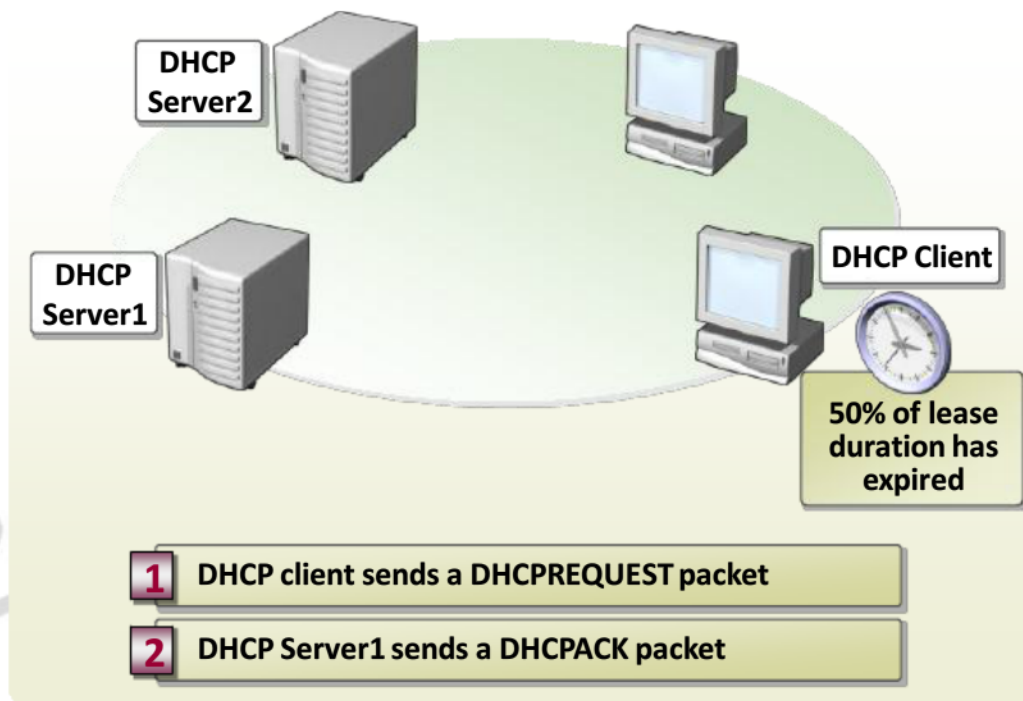 DHCP
Server2
DHCP
Server1
DHCP Client
50% of lease
duration has
expired
1 DHCP client sends a DHCPREQUEST packet
2 DHCP Server1 sends a DHCPACK packet